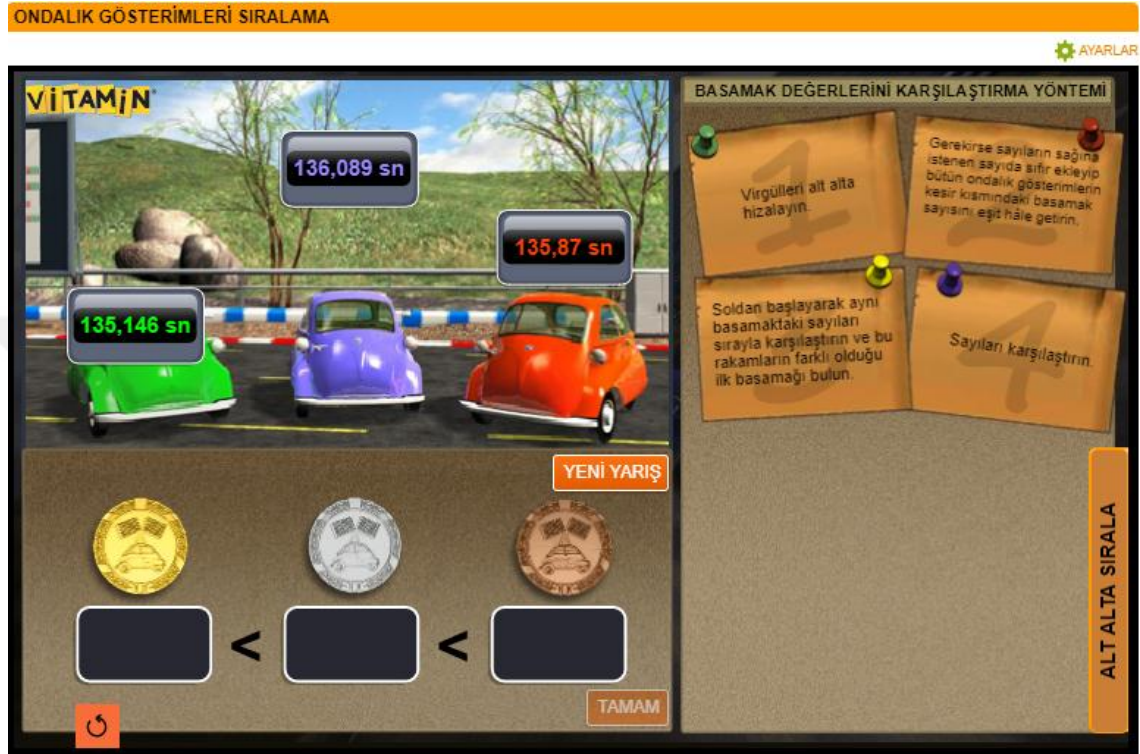 ONDALIK GÖSTERİMLERİ SIRALAMA
AYARLAR
VİTAMİN
136,089 sn
135,87 sn
135,146 sn
YENİ YARIŞ
<
<
TAMAM
BASAMAK DEĞERLERİNİ KARŞILAŞTIRMA YÖNTEMİ
Virgülleri alt alta
hizalayın.
Gerekirse sayıların sağına
istenen sayıda sıfır ekleyip
bütün ondalık gösterimlerin
kesir kısmındaki basamak
sayısını eşit hâle getirin.
Soldan başlayarak aynı
basamaktaki sayıları
sırayla karşılaştırın ve bu
rakamların farklı olduğu
ilk basamağı bulun.
Sayıları karşılaştırın.
ALT ALTA SIRALA